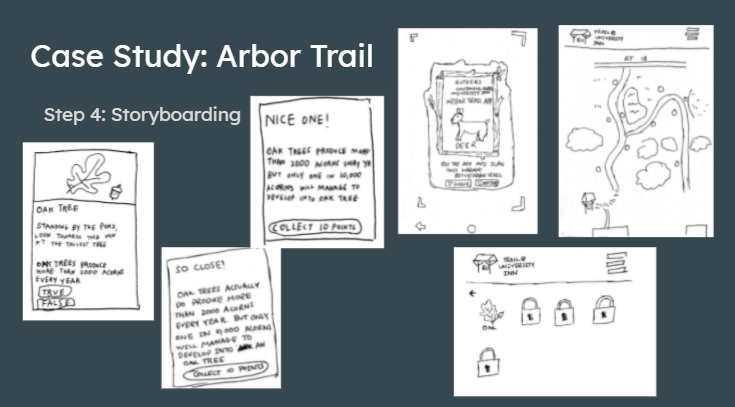 Case Study: Arbor Trail
Step 4: Storyboarding
OAK TREE
STANDING BY THE POND,
LOOK TOWARDS THE INN
AT THE TALLEST TREE
OAK TREES PRODUCE
MORE THAN 2000 ACORNS
EVERY YEAR
TRUE
FALSE
NICE ONE!
OAK TREES PRODUCE MORE
THAN 2000 ACORNS EVERY YR
BUT ONLY ONE IN 10,000
ACORNS WILL MANAGE TO
DEVELOP INTO OAK TREE
COLLECT 10 POINTS
SO CLOSE!
OAK TREES ACTUALLY
DO PRODUCE MORE
THAN 2000 ACORNS
EVERY YEAR. BUT ONLY
ONE IN ACORNS
WILL MANAGE TO
DEVELOP INTO AN
OAK TREE
COLLECT 10 POINTS
RUTGERS
UNIVERSITY INN
ARBOR TRAIL APP
DEER
THIS MARKER!
TRAIL@
UNIVERSITY
INN
RT 1A
TRAIL@
UNIVERSITY
INN
OAK